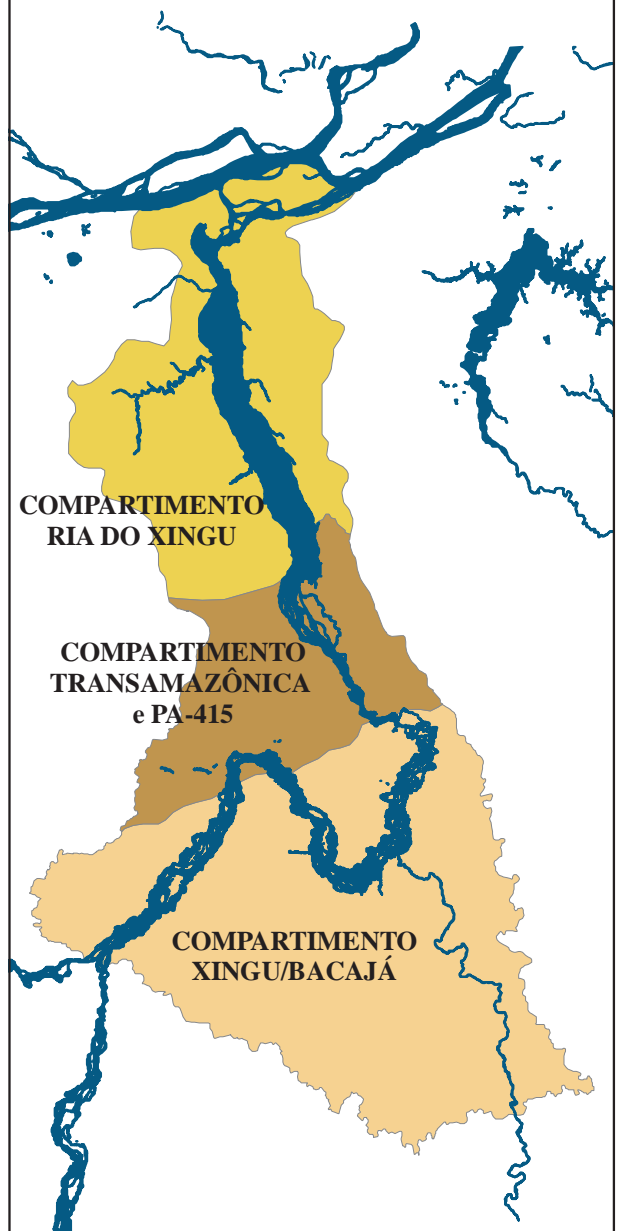 COMPARTIMENTO
RIA DO XINGU
COMPARTIMENTO
TRANSAMAZÔNICA
e PA-415
COMPARTIMENTO
XINGU/BACAJÁ